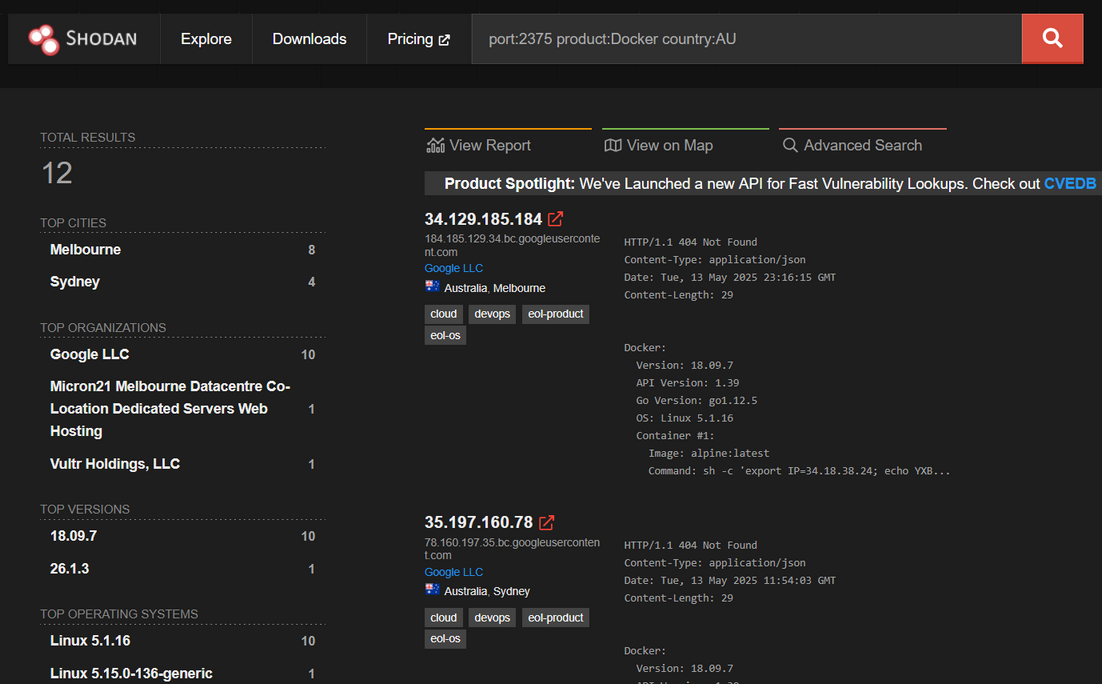 SHODAN
Explore
Downloads
Pricing
port:2375 product:Docker country:AU
TOTAL RESULTS
12
TOP CITIES
Melbourne 8
Sydney 4
TOP ORGANIZATIONS
Google LLC 10
Micron21 Melbourne Datacentre Co-
Location Dedicated Servers Web 1
Hosting
Vultr Holdings, LLC 1
TOP VERSIONS
18.09.7 10
26.1.3 1
TOP OPERATING SYSTEMS
Linux 5.1.16 10
Linux 5.15.0-136-generic 1
View Report
View on Map
Advanced Search
Product Spotlight: We've Launched a new API for Fast Vulnerability Lookups. Check out CVEDB
34.129.185.184
184.185.129.34.bc.googleuserconte
nt.com
Google LLC
Australia, Melbourne
cloud devops eol-product
eol-os
HTTP/1.1 404 Not Found
Content-Type: application/json
Date: Tue, 13 May 2025 23:16:15 GMT
Content-Length: 29
Docker:
Version: 18.09.7
API Version: 1.39
Go Version: go1.12.5
OS: Linux 5.1.16
Container #1:
Image: alpine:latest
Command: sh -c 'export IP=34.18.38.24; echo YXB...
35.197.160.78
78.160.197.35.bc.googleuserconten
t.com
Google LLC
Australia, Sydney
cloud devops eol-product
eol-os
HTTP/1.1 404 Not Found
Content-Type: application/json
Date: Tue, 13 May 2025 11:54:03 GMT
Content-Length: 29
Docker:
Version: 18.09.7